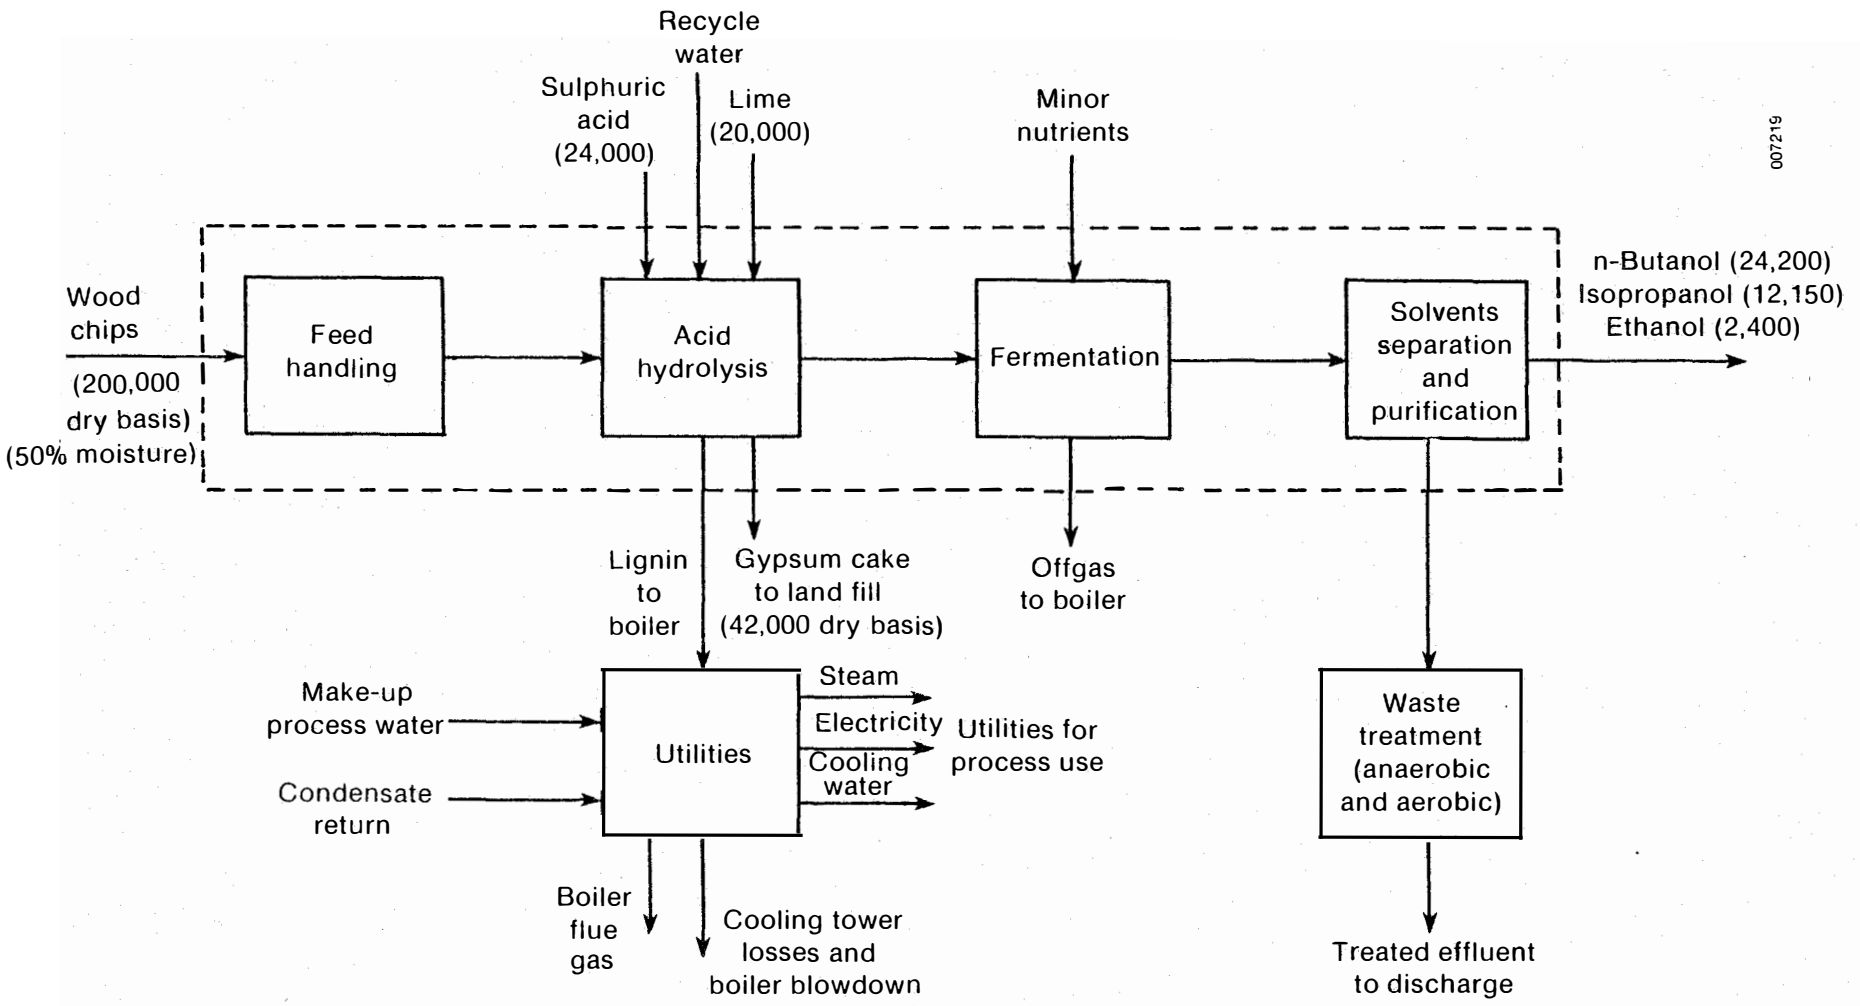 Recycle
water
Sulphuric
acid
(24,000)
Lime
(20,000)
Minor
nutrients
007219
Wood
chips
(200,000
dry basis)
(50% moisture)
Feed
handling
Acid
hydrolysis
Fermentation
Solvents
separation
and
purification
n-Butanol (24,200)
Isopropanol (12,150)
Ethanol (2,400)
Lignin
to
boiler
Gypsum cake
to land fill
(42,000 dry basis)
Offgas
to boiler
Make-up
process water
Condensate
return
Utilities
Steam
Electricity
Cooling
water
Utilities for
process use
Waste
treatment
(anaerobic
and aerobic)
Boiler
flue
gas
Cooling tower
losses and
boiler blowdown
Treated effluent
to discharge